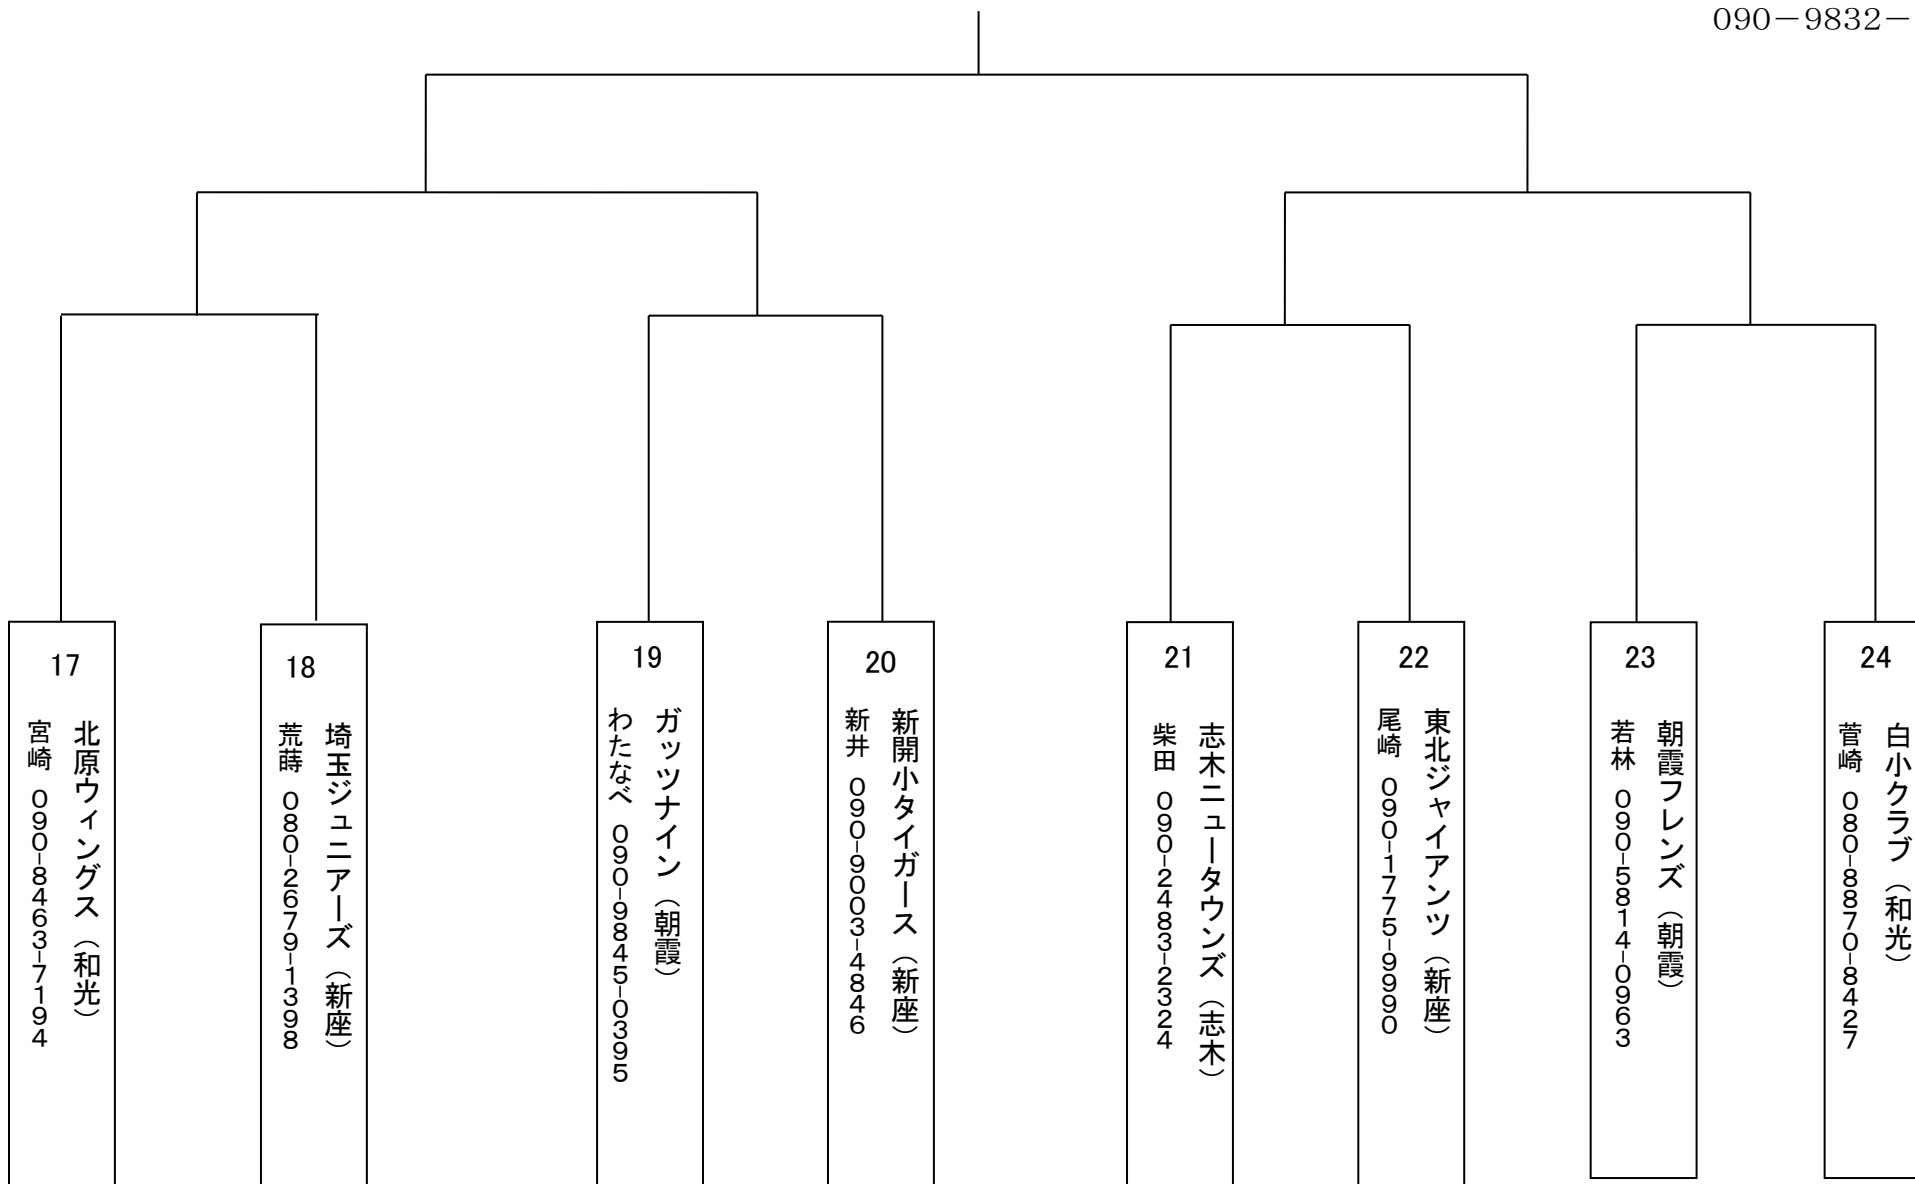 090－9832－
17
北原ウィングス（和光）
宮崎 090-8463-7194
18
埼玉ジュニアーズ（新座）
荒蒔 080-2679-1398
19
ガッツナイン（朝霞）
わたなべ 090-9845-0395
20
新開小タイガース（新座）
新井 090-9003-4846
21
志木ニュータウンズ（志木）
柴田 090-2483-2324
22
東北ジャイアンツ（新座）
尾崎 090-1775-9990
23
朝霞フレンズ（朝霞）
若林 090-5814-0963
24
白小クラブ（和光）
菅崎 080-8870-8427